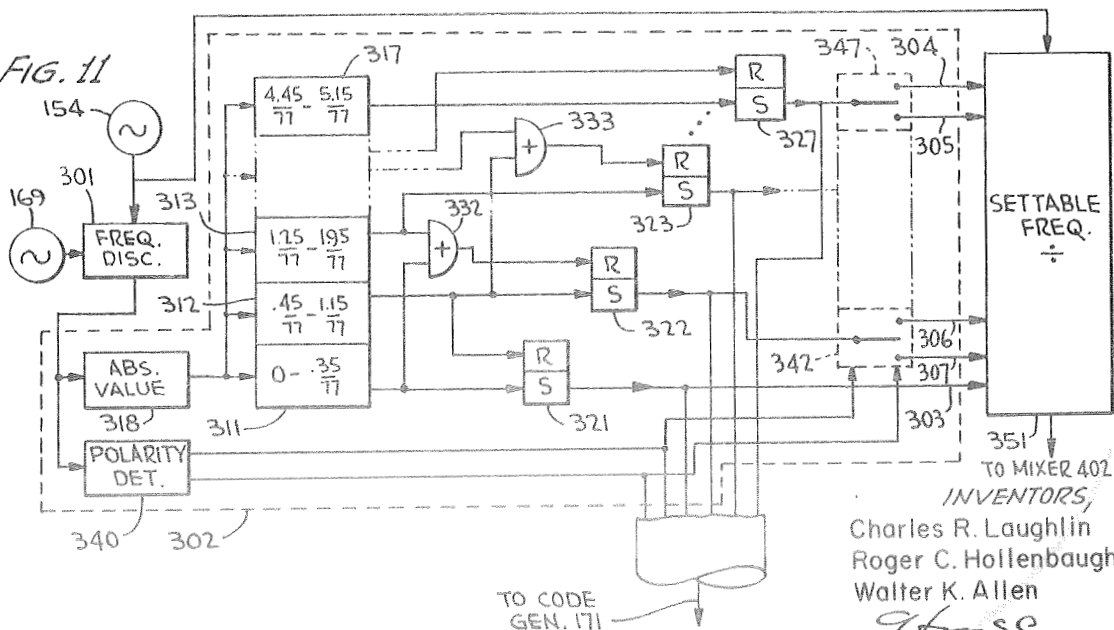 FIG. 11
154
169
301
FREQ.
DISC.
317
4.45/77 - 5.15/77
313
1.25/77 - 1.95/77
312
.45/77 - 1.15/77
0 - .35/77
311
ABS.
VALUE
318
POLARITY
DET.
340
302
+
332
+
333
R
S
321
R
S
322
R
S
323
R
S
327
347
304
305
342
306
307
303
SETTABLE
FREQ.
÷
351
TO MIXER 402
TO CODE
GEN. 171
INVENTORS,
Charles R. Laughlin
Roger C. Hollenbaugh
Walter K. Allen